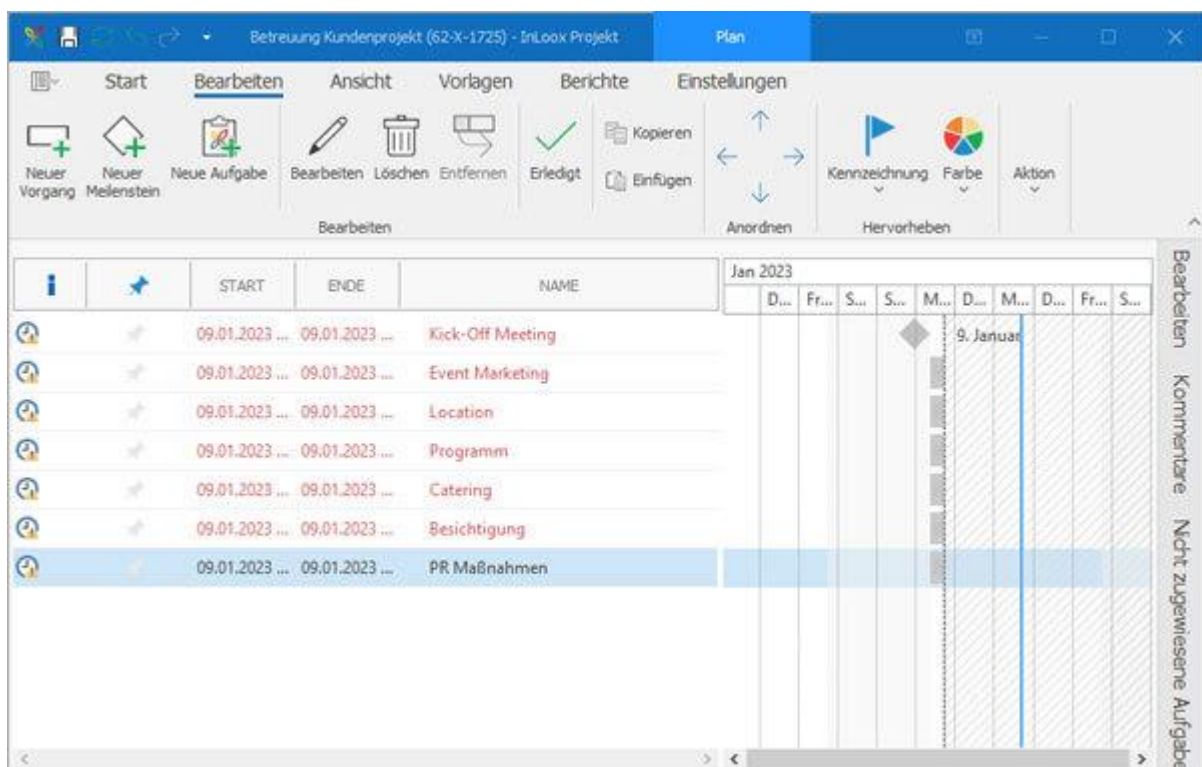 Betreuung Kundenprojekt (62-X-1725) - InLoox Projekt
Plan
Start Bearbeiten Ansicht Vorlagen Berichte Einstellungen
Neuer Vorgang
Neuer Meilenstein
Neue Aufgabe
Bearbeiten
Löschen
Entfernen
Erledigt
Kopieren
Einfügen
Kennzeichnung
Farbe
Aktion
Bearbeiten Anordnen Hervorheben
START ENDE NAME
Jan 2023
D... Fr... S... S... M... D... M... D... Fr... S...
09.01.2023 ... 09.01.2023 ... Kick-Off Meeting 9. Januar
09.01.2023 ... 09.01.2023 ... Event Marketing
09.01.2023 ... 09.01.2023 ... Location
09.01.2023 ... 09.01.2023 ... Programm
09.01.2023 ... 09.01.2023 ... Catering
09.01.2023 ... 09.01.2023 ... Besichtigung
09.01.2023 ... 09.01.2023 ... PR Maßnahmen
Bearbeiten
Kommentare
Nicht zugewiesene Aufgabe